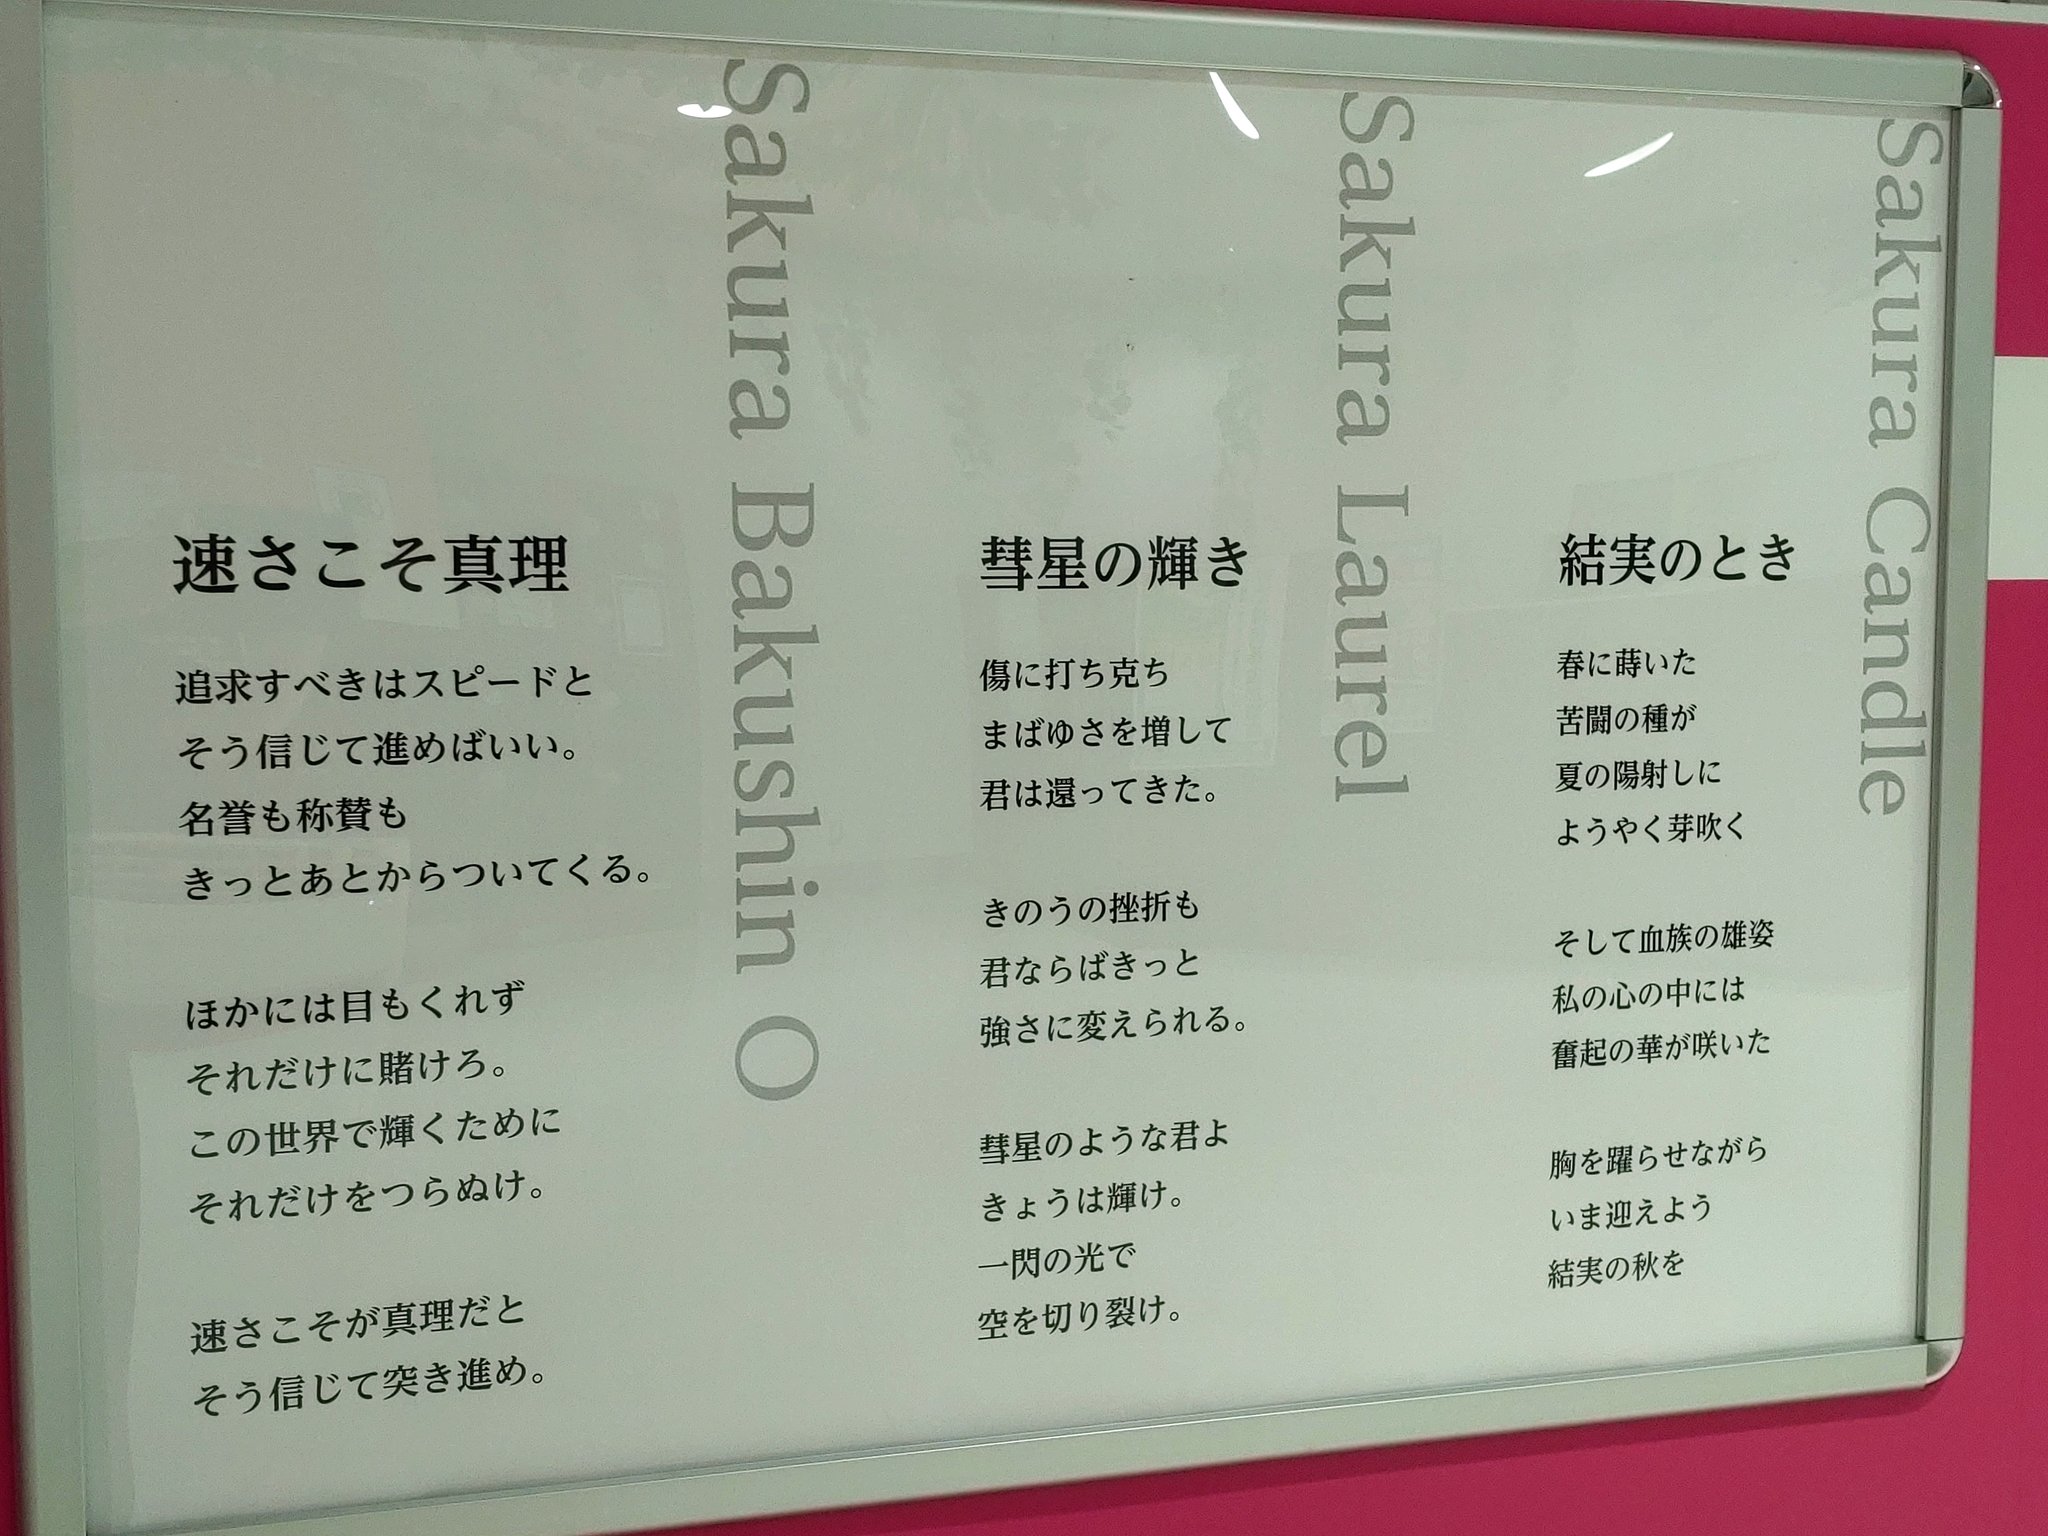 Sakura Bakushin O
速さこそ真理
追求すべきはスピードと
そう信じて進めばいい。
名誉も称賛も
きっとあとからついてくる。
ほかには目もくれず
それだけに賭けろ。
この世界で輝くために
それだけをつらぬけ。
速さこそが真理だと
そう信じて突き進め。
Sakura Laurel
彗星の輝き
傷に打ち克ち
まばゆさを増して
君は還ってきた。
きのうの挫折も
君ならばきっと
強さに変えられる。
彗星のような君よ
きょうは輝け。
一閃の光で
空を切り裂け。
Sakura Candle
結実のとき
春に蒔いた
苦闘の種が
夏の陽射しに
ようやく芽吹く
そして血族の雄姿
私の心の中には
奮起の華が咲いた
胸を躍らせながら
いま迎えよう
結実の秋を